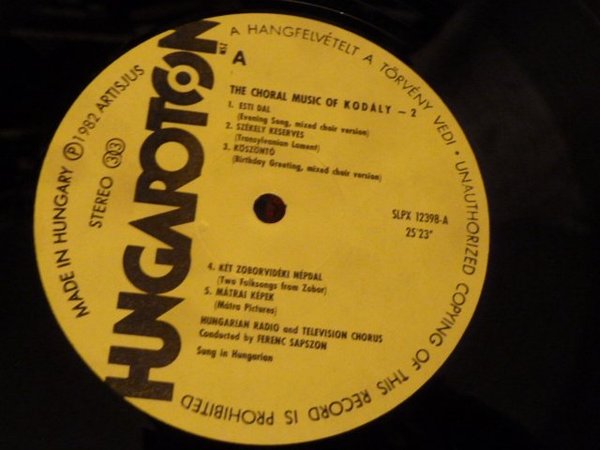 MADE IN HUNGARY Ⓟ 1982 ARTISJUS
STEREO 33
HUNGAROTON
A HANGFELVÉTELT A TÖRVÉNY VÉDI • UNAUTHORIZED COPYING OF THIS RECORD IS PROHIBITED
A
THE CHORAL MUSIC OF KODÁLY – 2
1. ESTI DAL
(Evening Song, mixed choir version)
2. SZÉKELY KESERVES
(Transylvanian Lament)
3. KÖSZÖNTŐ
(Birthday Greeting, mixed choir version)
SLPX 12398-A
25'23"
4. KÉT ZOBORVIDÉKI NÉPDAL
(Two Folksongs from Zobor)
5. MÁTRAI KÉPEK
(Mátra Pictures)
HUNGARIAN RADIO and TELEVISION CHORUS
Conducted by FERENC SAPSZON
Sung in Hungarian